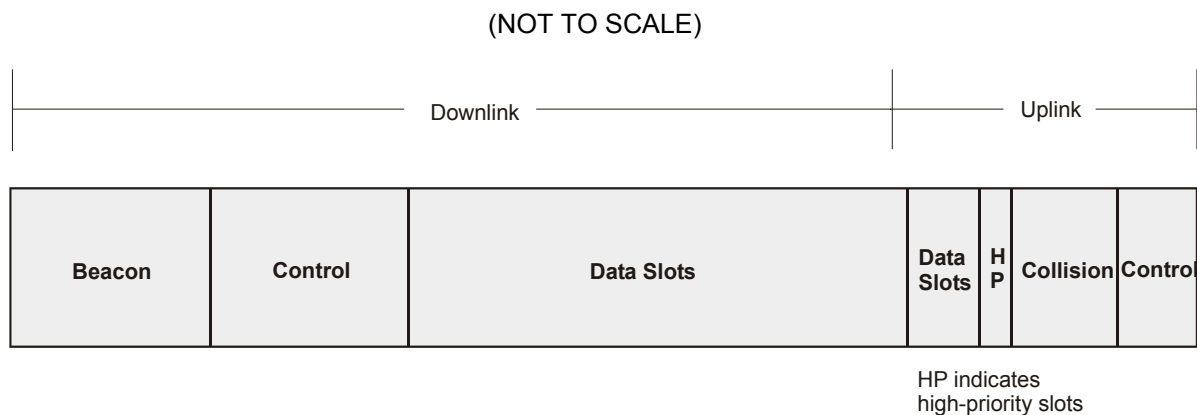 (NOT TO SCALE)
Downlink
Uplink
Beacon
Control
Data Slots
Data
Slots
H
P
Collision
Control
HP indicates
high-priority slots